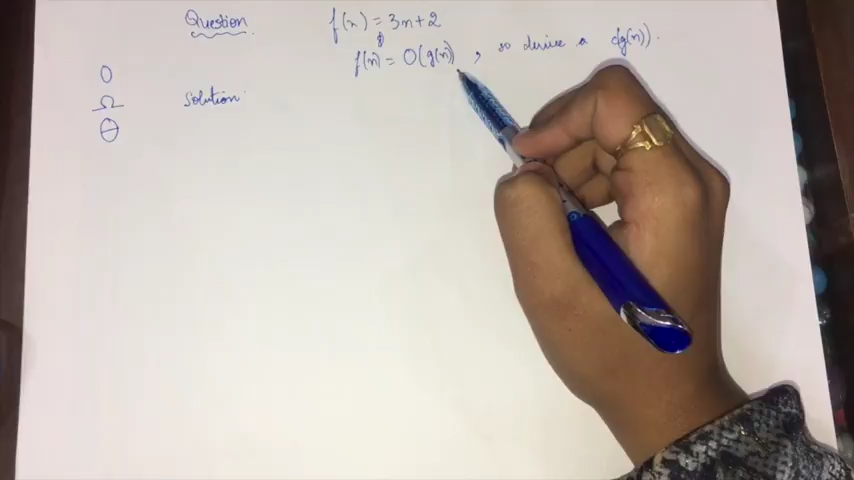 Question
f(n) = 3n+2
f(n) = O(g(n)), so derive a g(n)).
O
Ω
Θ
Solution: